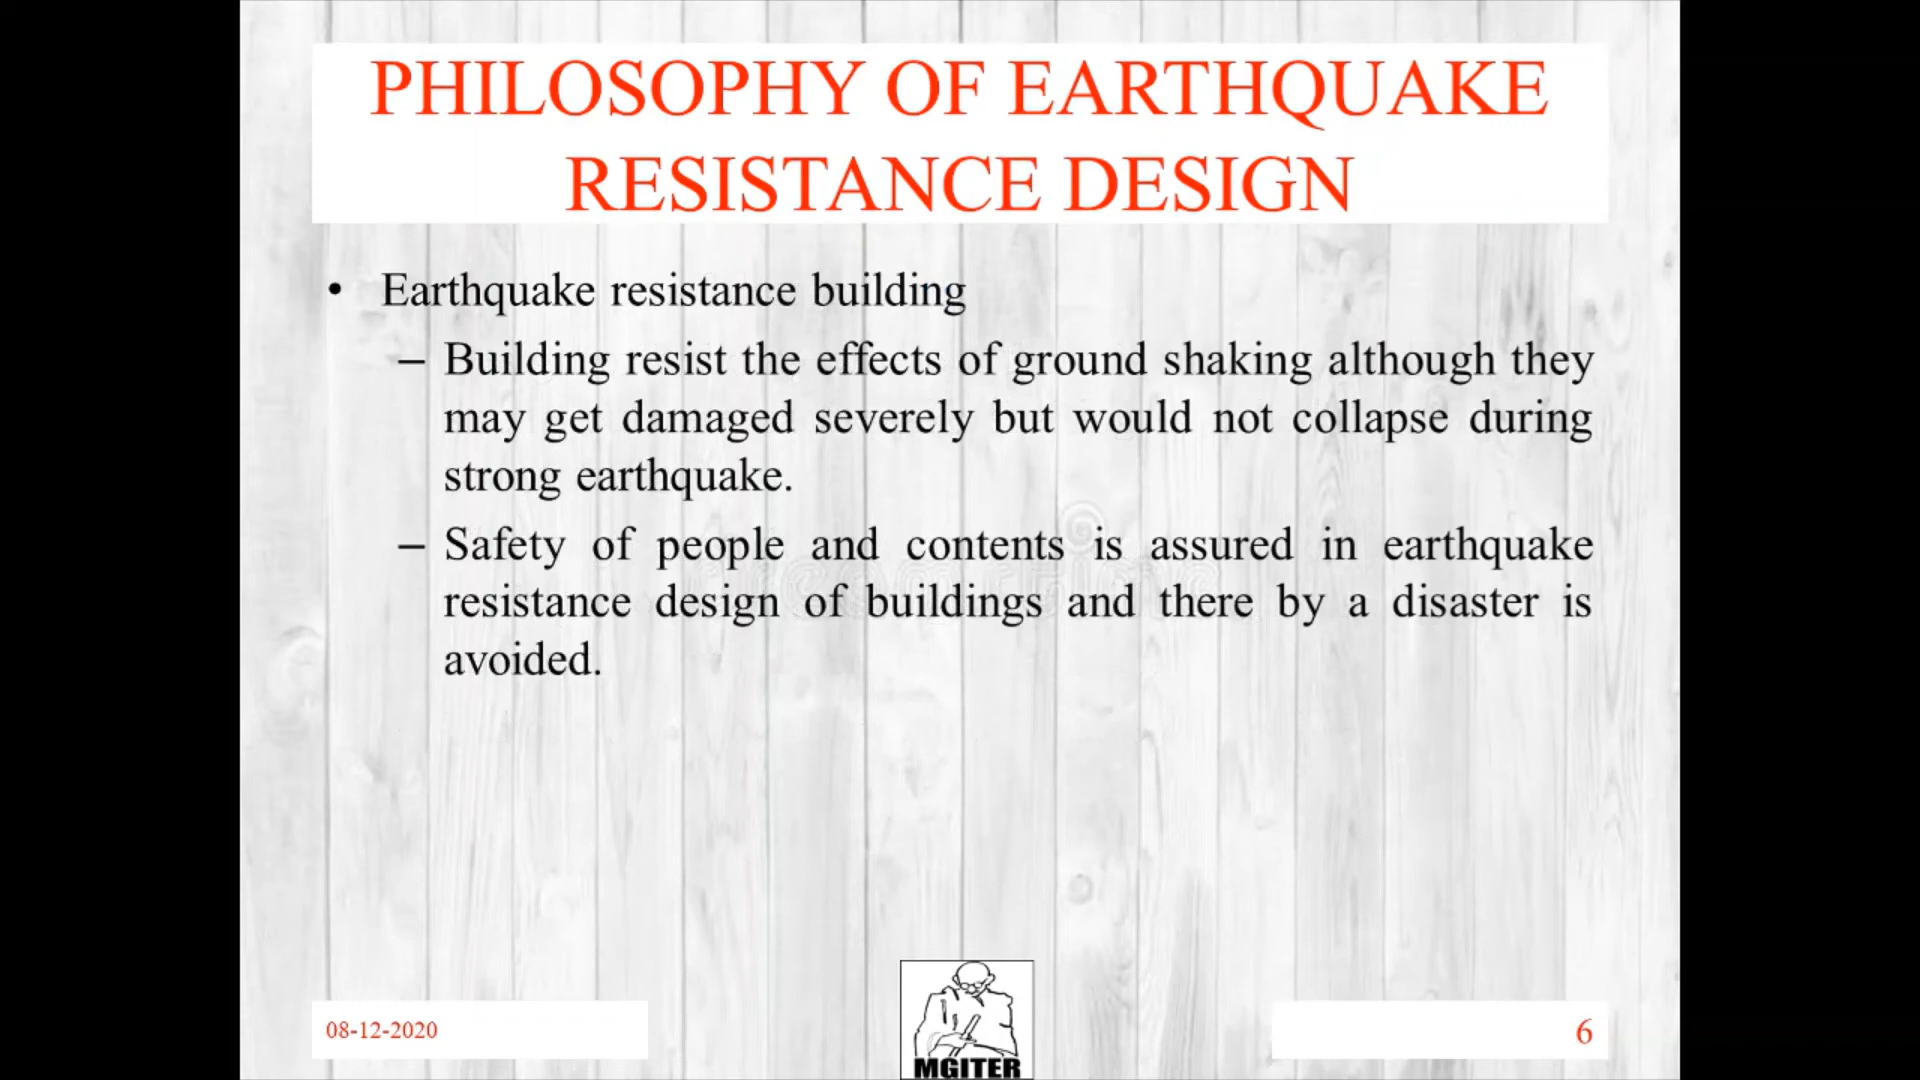 PHILOSOPHY OF EARTHQUAKE
RESISTANCE DESIGN
• Earthquake resistance building
– Building resist the effects of ground shaking although they
may get damaged severely but would not collapse during
strong earthquake.
– Safety of people and contents is assured in earthquake
resistance design of buildings and there by a disaster is
avoided.
08-12-2020
MGITER
6